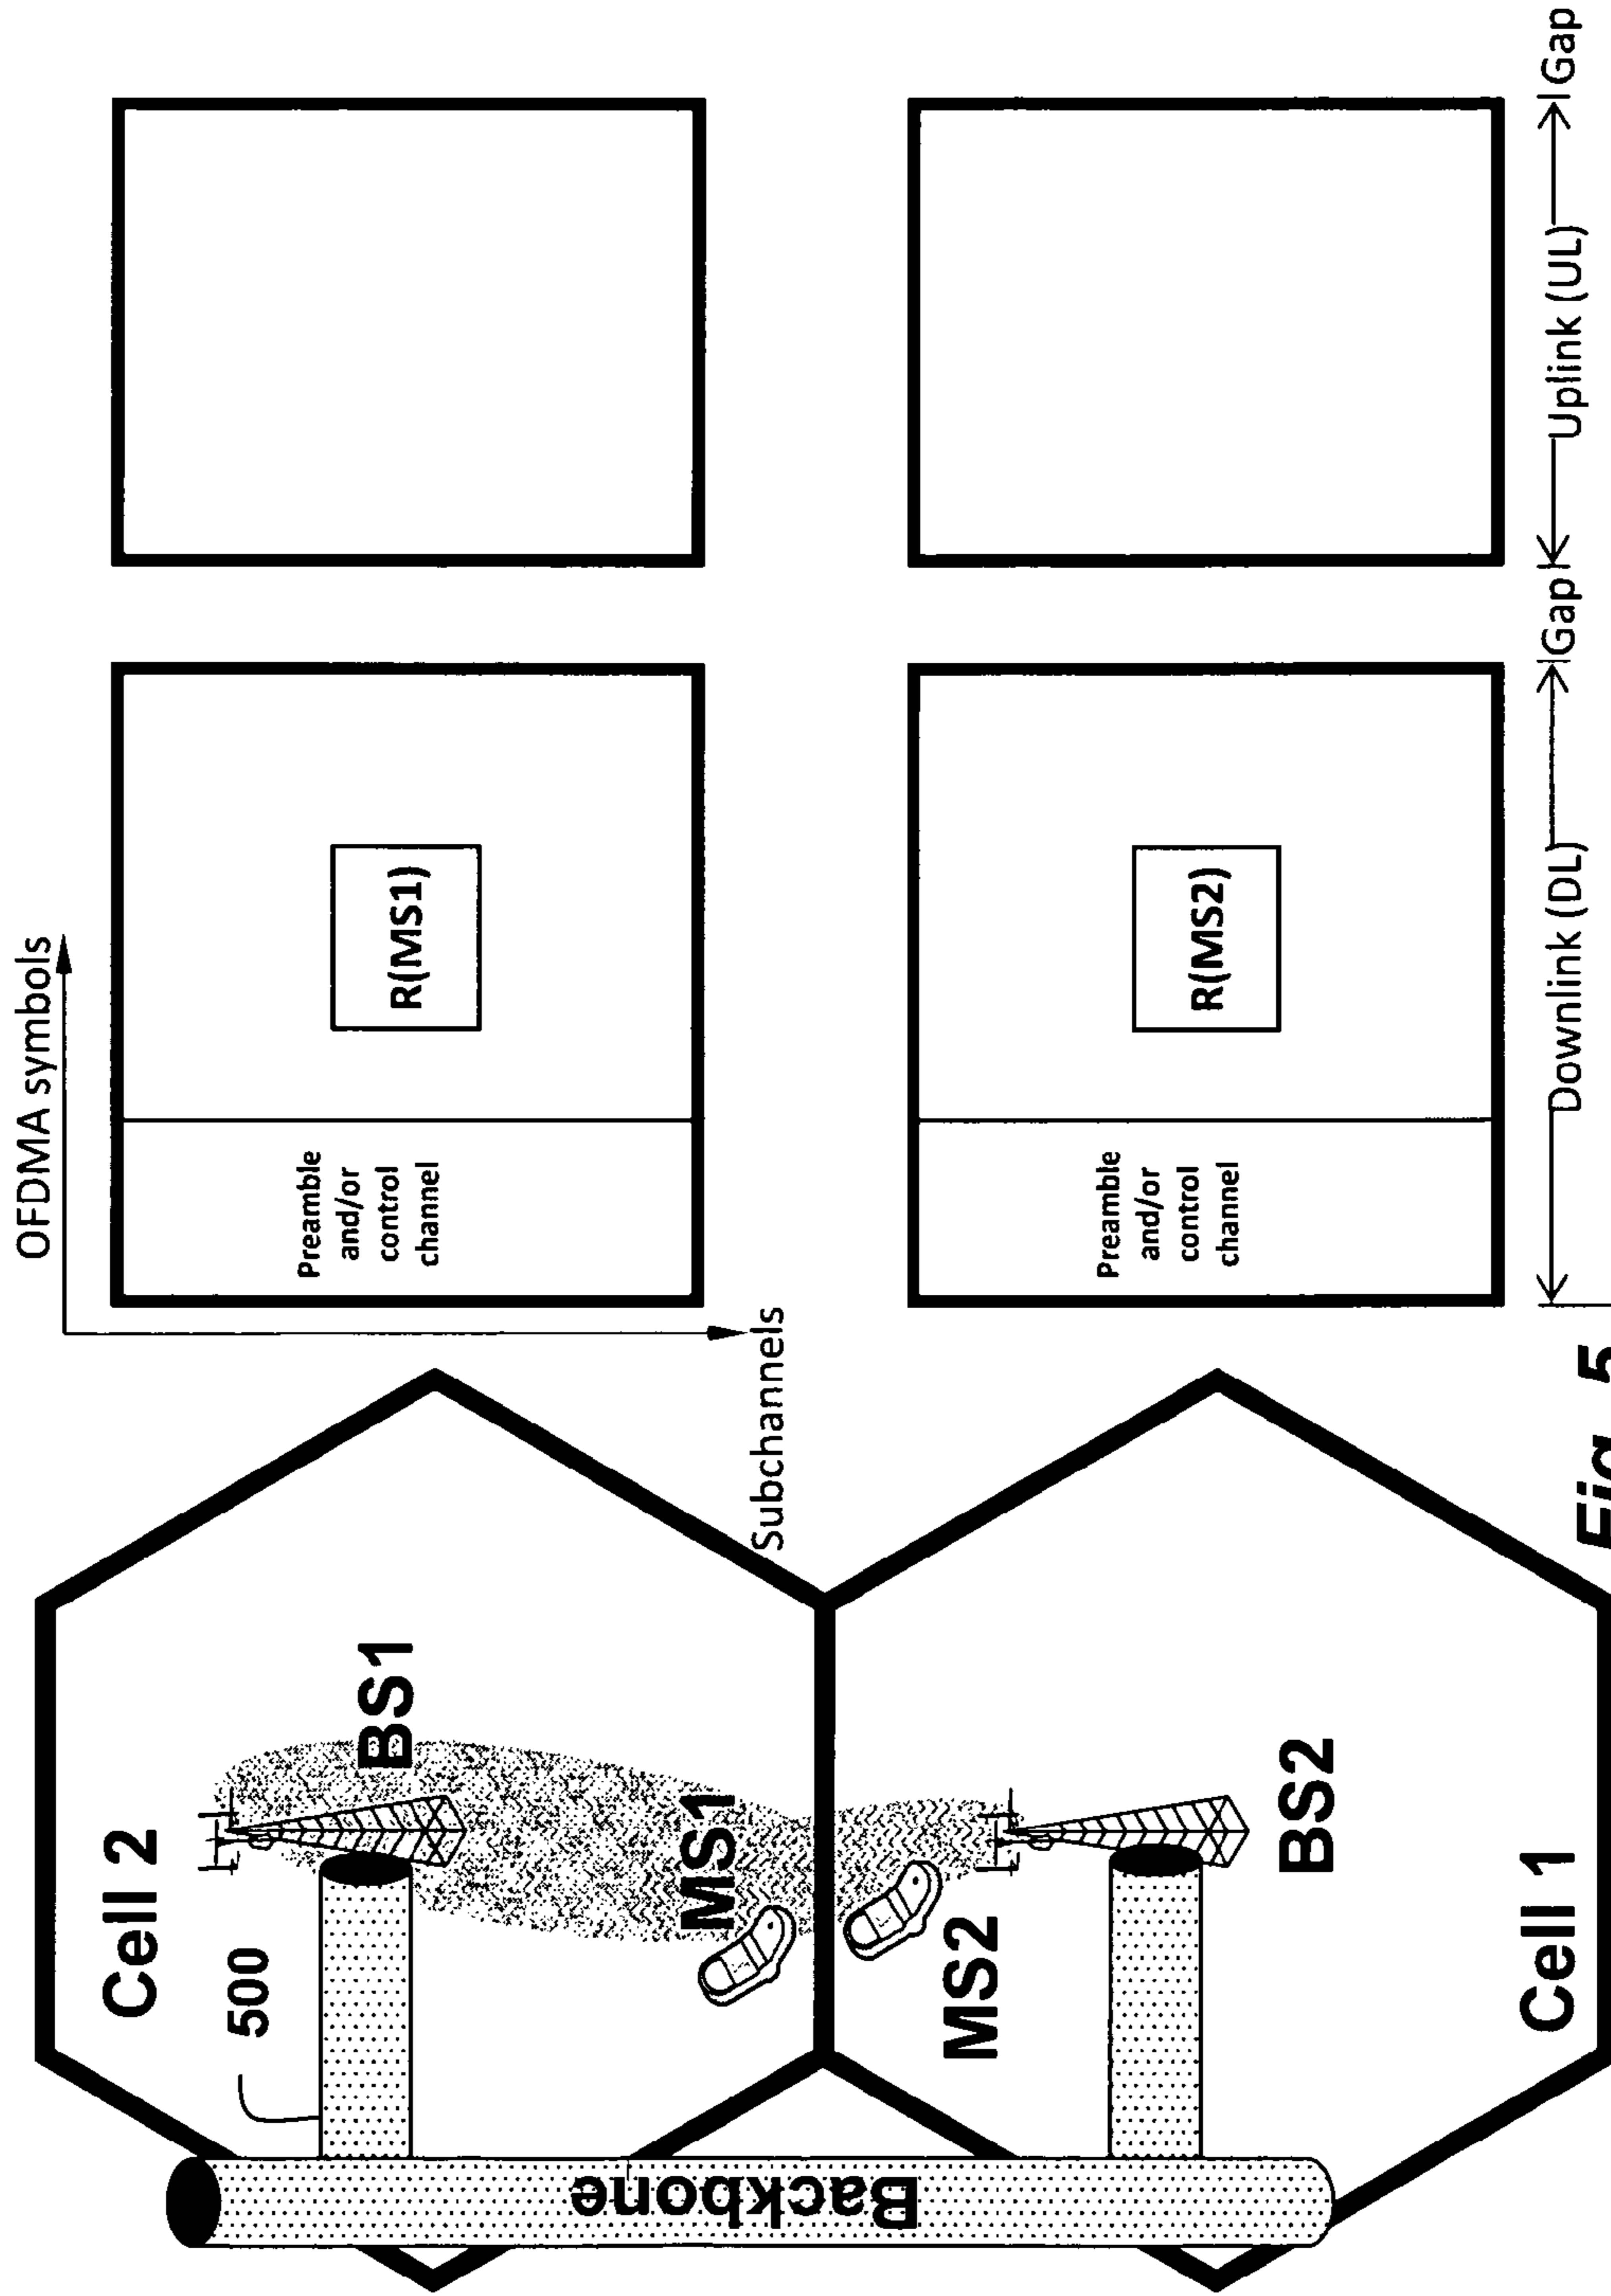 Cell 2
500
BS1
MS1
MS2
BS2
Cell 1
Backbone
OFDMA symbols
Subchannels
Preamble
and/or
control
channel
R(MS1)
Preamble
and/or
control
channel
R(MS2)
Downlink (DL)
Gap
Uplink (UL)
Gap
Fig. 5